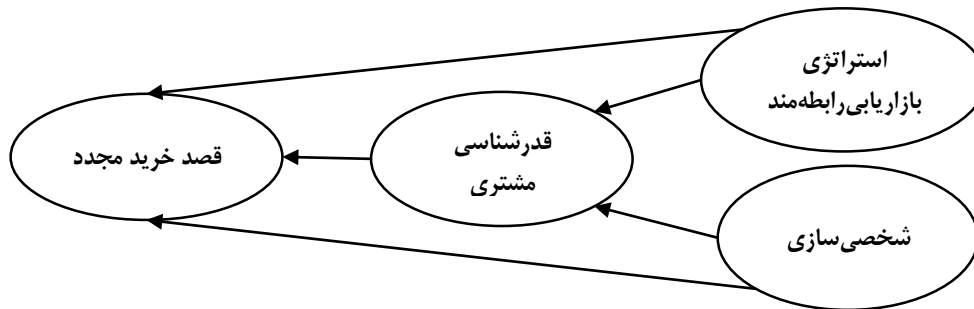 استراتژی
بازاریابی‌رابطه‌مند
قدرشناسی
مشتری
قصد خرید مجدد
شخصی‌سازی